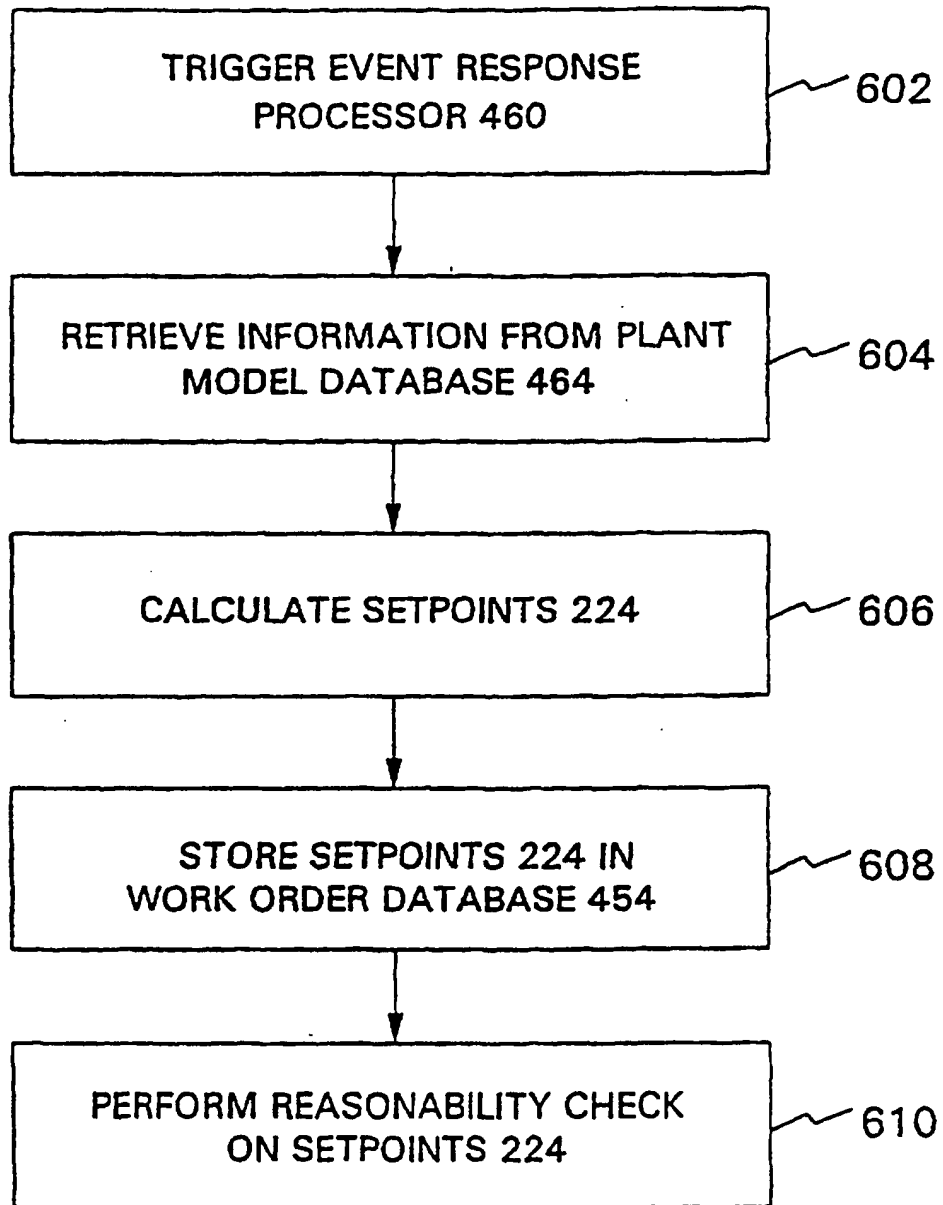 TRIGGER EVENT RESPONSE
PROCESSOR 460
602
RETRIEVE INFORMATION FROM PLANT
MODEL DATABASE 464
604
CALCULATE SETPOINTS 224
606
STORE SETPOINTS 224 IN
WORK ORDER DATABASE 454
608
PERFORM REASONABILITY CHECK
ON SETPOINTS 224
610